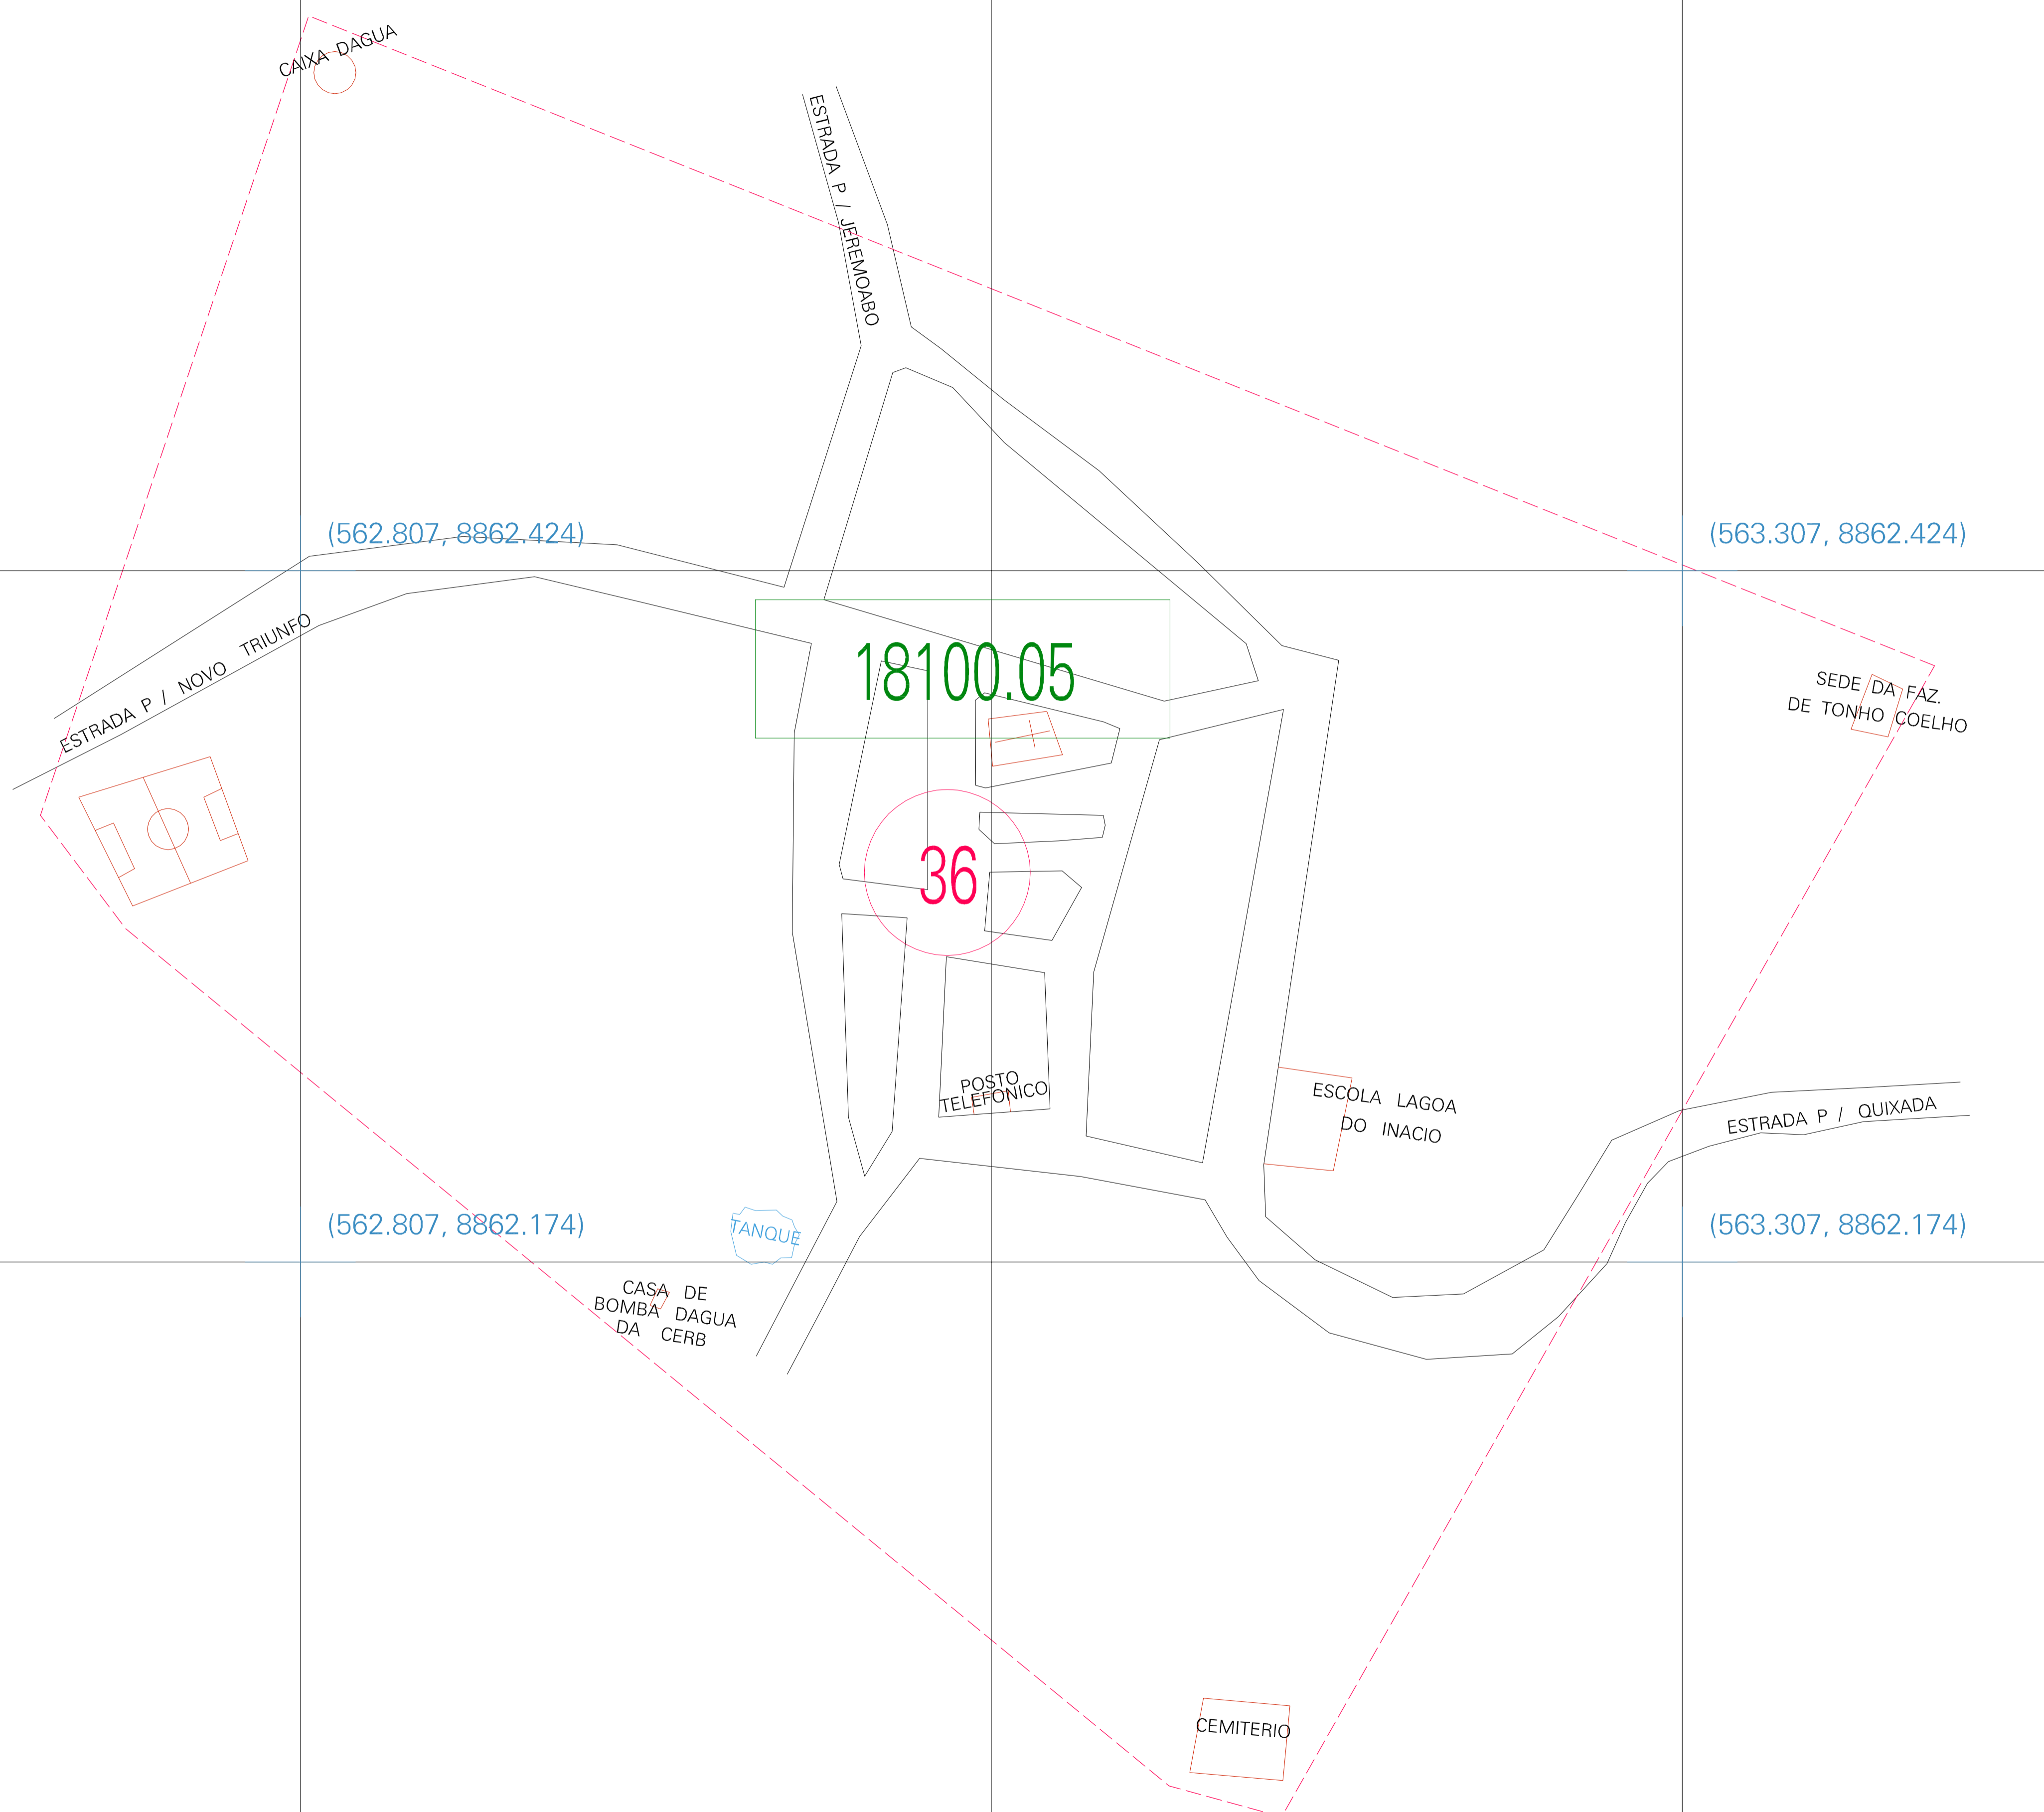 CAIXA DAGUA
ESTRADA P / JEREMOABO
(562.807, 8862.424)
(563.307, 8862.424)
ESTRADA P / NOVO TRIUNFO
18100.05
SEDE DA FAZ.
DE TONHO COELHO
36
POSTO
TELEFONICO
ESCOLA LAGOA
DO INACIO
ESTRADA P / QUIXADA
(562.807, 8862.174)
TANQUE
(563.307, 8862.174)
CASA DE
BOMBA DAGUA
DA CERB
CEMITERIO